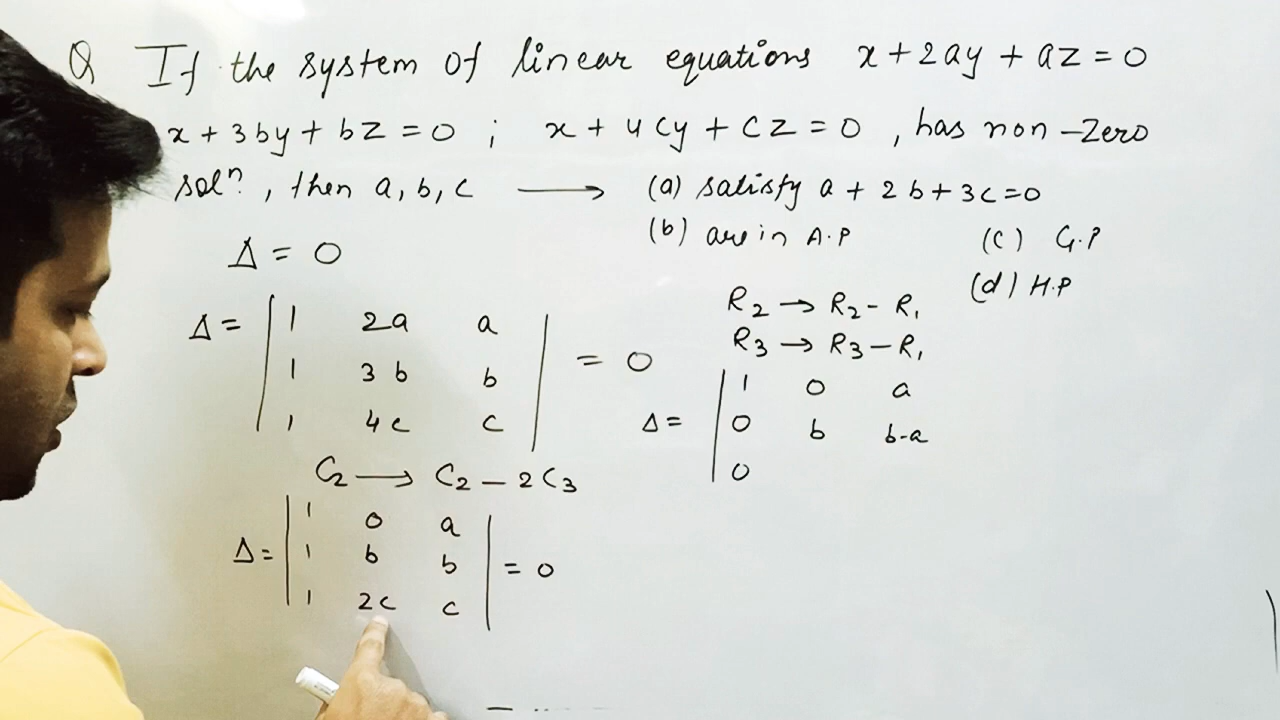 Q If the system of linear equations x + 2ay + az = 0
x + 3by + bz = 0 ; x + 4cy + cz = 0 , has non-zero
solⁿ. , then a, b, c ⟶ (a) satisfy a + 2b + 3c = 0
(b) are in A.P (c) G.P
(d) H.P
Δ = 0
Δ = | 1 2a a |
| 1 3b b | = 0
| 1 4c c |
C₂ ⟶ C₂ – 2C₃
Δ = | 1 0 a |
| 1 b b | = 0
| 1 2c c |
R₂ → R₂ - R₁
R₃ → R₃ – R₁
Δ = | 1 0 a
| 0 b b-a
| 0